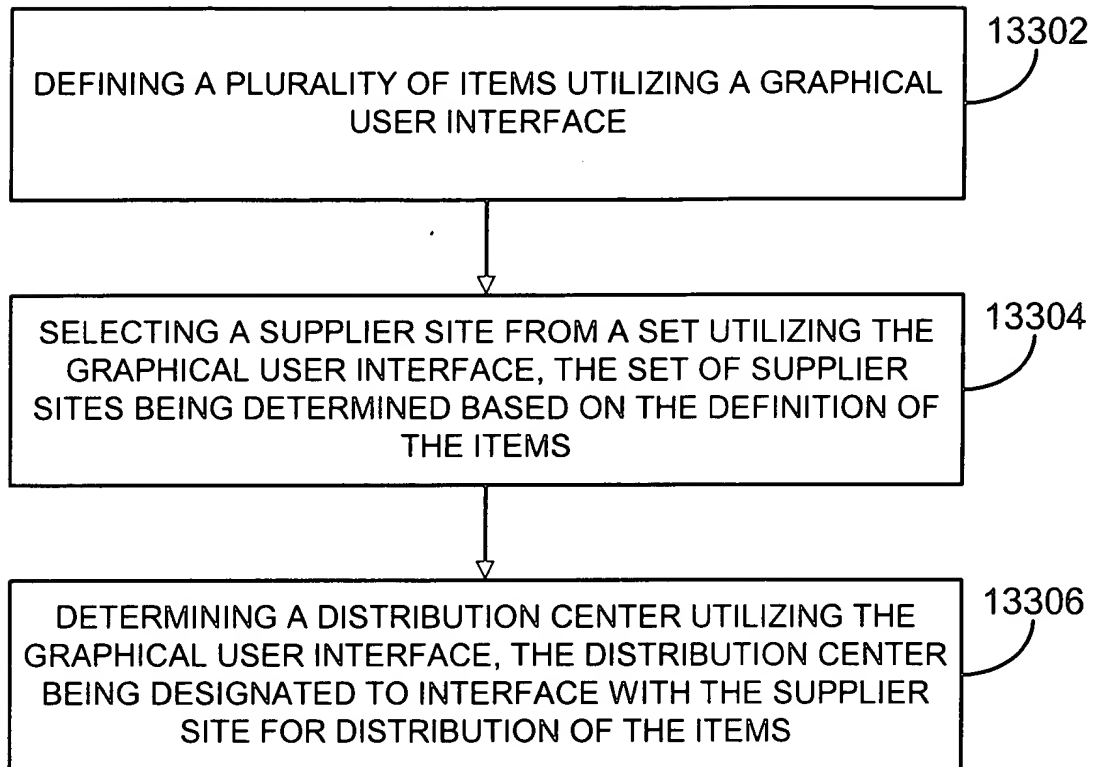 13302
DEFINING A PLURALITY OF ITEMS UTILIZING A GRAPHICAL
USER INTERFACE
13304
SELECTING A SUPPLIER SITE FROM A SET UTILIZING THE
GRAPHICAL USER INTERFACE, THE SET OF SUPPLIER
SITES BEING DETERMINED BASED ON THE DEFINITION OF
THE ITEMS
13306
DETERMINING A DISTRIBUTION CENTER UTILIZING THE
GRAPHICAL USER INTERFACE, THE DISTRIBUTION CENTER
BEING DESIGNATED TO INTERFACE WITH THE SUPPLIER
SITE FOR DISTRIBUTION OF THE ITEMS